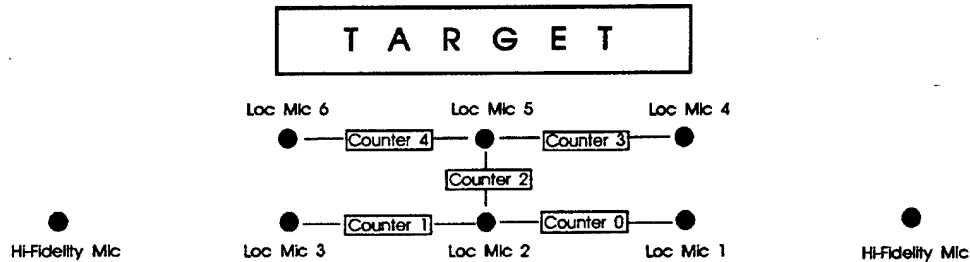 T A R G E T
Loc Mic 6 Loc Mic 5 Loc Mic 4
Counter 4 Counter 3
Counter 2
Counter 1 Counter 0
Hi-Fidelity Mic Loc Mic 3 Loc Mic 2 Loc Mic 1 Hi-Fidelity Mic